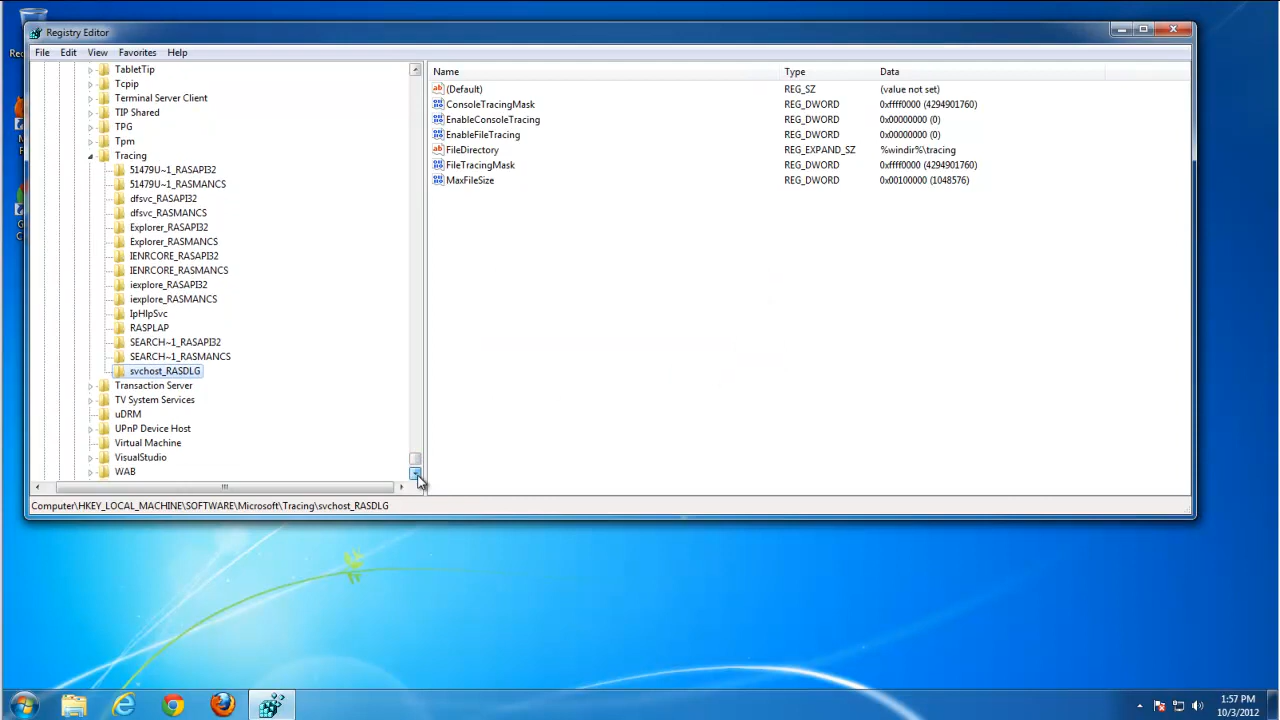 Registry Editor
File Edit View Favorites Help
TabletTip
Tcpip
Terminal Server Client
TIP Shared
TPG
Tpm
Tracing
51479U~1_RASAPI32
51479U~1_RASMANCS
dfsvc_RASAPI32
dfsvc_RASMANCS
Explorer_RASAPI32
Explorer_RASMANCS
IENRCORE_RASAPI32
IENRCORE_RASMANCS
iexplore_RASAPI32
iexplore_RASMANCS
IpHlpSvc
RASPLAP
SEARCH~1_RASAPI32
SEARCH~1_RASMANCS
svchost_RASDLG
Transaction Server
TV System Services
uDRM
UPnP Device Host
Virtual Machine
VisualStudio
WAB
Name Type Data
(Default) REG_SZ (value not set)
ConsoleTracingMask REG_DWORD 0xffff0000 (4294901760)
EnableConsoleTracing REG_DWORD 0x00000000 (0)
EnableFileTracing REG_DWORD 0x00000000 (0)
FileDirectory REG_EXPAND_SZ %windir%\tracing
FileTracingMask REG_DWORD 0xffff0000 (4294901760)
MaxFileSize REG_DWORD 0x00100000 (1048576)
Computer\HKEY_LOCAL_MACHINE\SOFTWARE\Microsoft\Tracing\svchost_RASDLG
1:57 PM
10/3/2012